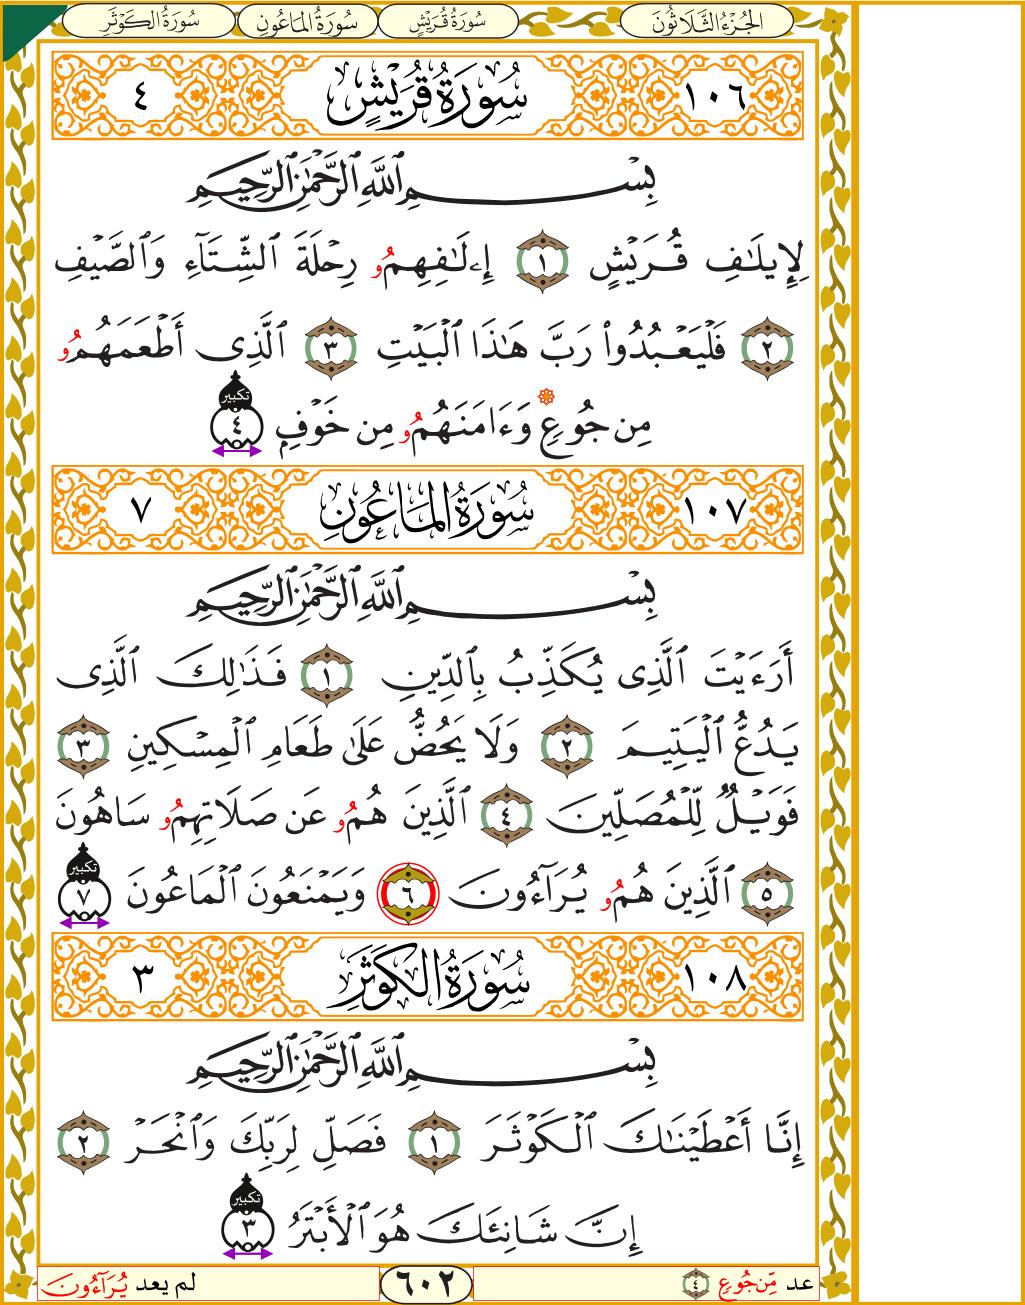 الجُزْءُ الثَّلَاثُونَ سُورَةُ قُرَيْشٍ سُورَةُ المَاعُونِ سُورَةُ الكَوْثَرِ
١٠٦ سُورَةُ قُرَيْشٍ ٤
بِسْمِ ٱللَّهِ ٱلرَّحْمَٰنِ ٱلرَّحِيمِ
لِإِيلَٰفِ قُرَيْشٍ ١ إِۦلَٰفِهِمُو رِحْلَةَ ٱلشِّتَآءِ وَٱلصَّيْفِ
٢ فَلْيَعْبُدُواْ رَبَّ هَٰذَا ٱلْبَيْتِ ٣ ٱلَّذِى أَطْعَمَهُمُو
مِن جُوعٍ وَءَامَنَهُمُو مِن خَوْفٍ ٤ تكبير
١٠٧ سُورَةُ المَاعُونِ ٧
بِسْمِ ٱللَّهِ ٱلرَّحْمَٰنِ ٱلرَّحِيمِ
أَرَءَيْتَ ٱلَّذِى يُكَذِّبُ بِٱلدِّينِ ١ فَذَٰلِكَ ٱلَّذِى
يَدُعُّ ٱلْيَتِيمَ ٢ وَلَا يَحُضُّ عَلَىٰ طَعَامِ ٱلْمِسْكِينِ ٣
فَوَيْلٌ لِّلْمُصَلِّينَ ٤ ٱلَّذِينَ هُمُو عَن صَلَاتِهِمُو سَاهُونَ
٥ ٱلَّذِينَ هُمُو يُرَآءُونَ ٦ وَيَمْنَعُونَ ٱلْمَاعُونَ ٧ تكبير
١٠٨ سُورَةُ الكَوْثَرِ ٣
بِسْمِ ٱللَّهِ ٱلرَّحْمَٰنِ ٱلرَّحِيمِ
إِنَّا أَعْطَيْنَٰكَ ٱلْكَوْثَرَ ١ فَصَلِّ لِرَبِّكَ وَٱنْحَرْ ٢
إِنَّ شَانِئَكَ هُوَ ٱلْأَبْتَرُ ٣ تكبير
عد مِّن جُوعٍ ٤ ٦٠٢ لم يعد يُرَآءُونَ